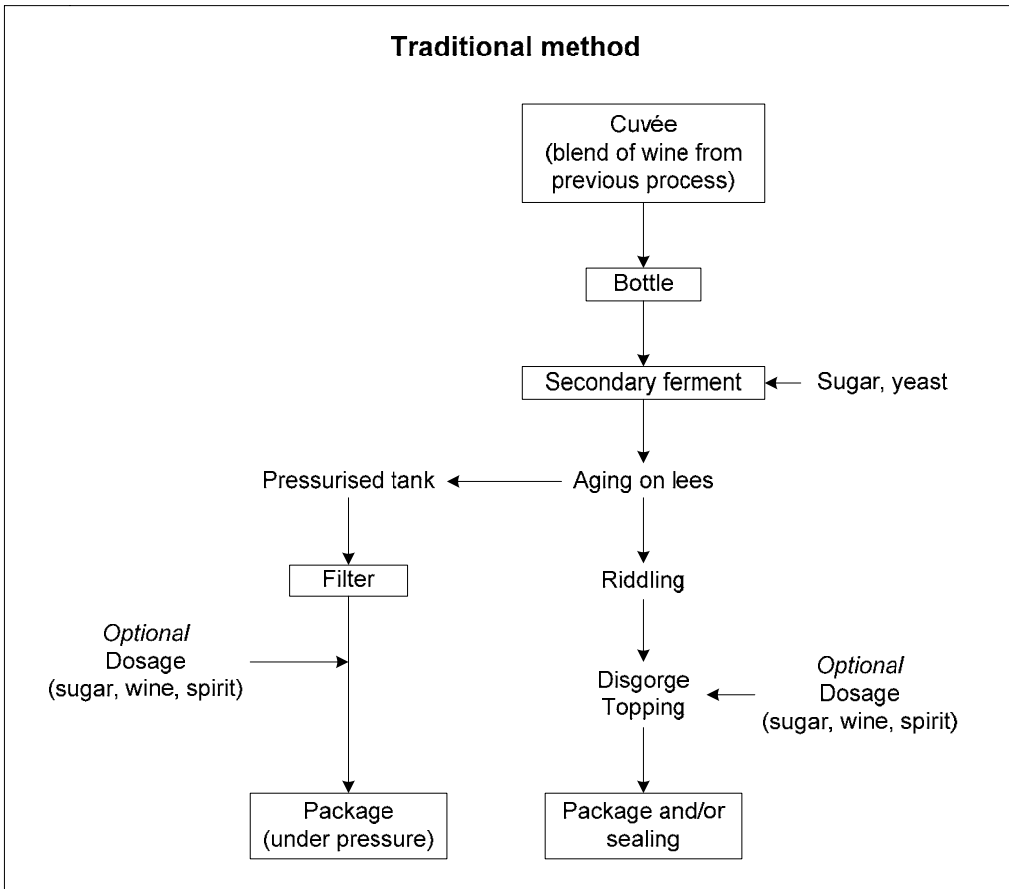 Traditional method
Cuvée
(blend of wine from
previous process)
Bottle
Secondary ferment
Sugar, yeast
Pressurised tank
Aging on lees
Filter
Riddling
Optional
Dosage
(sugar, wine, spirit)
Disgorge
Topping
Optional
Dosage
(sugar, wine, spirit)
Package
(under pressure)
Package and/or
sealing